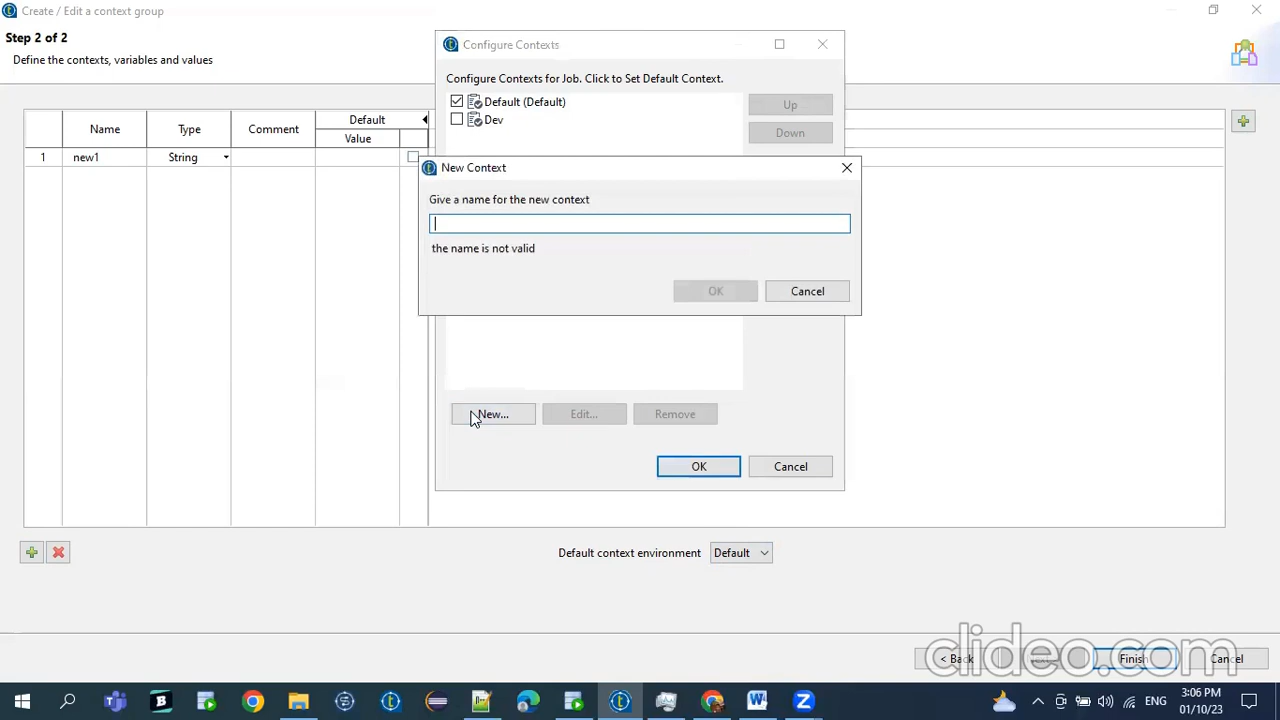 Create / Edit a context group
Step 2 of 2
Define the contexts, variables and values
Configure Contexts
Configure Contexts for Job. Click to Set Default Context.
Default (Default)
Dev
Up
Down
Name
Type
Comment
Default
Value
1
new1
String
New Context
Give a name for the new context
the name is not valid
OK
Cancel
New...
Edit...
Remove
OK
Cancel
Default context environment
Default
< Back
Finish
Cancel
clideo.com
ENG
3:06 PM
01/10/23